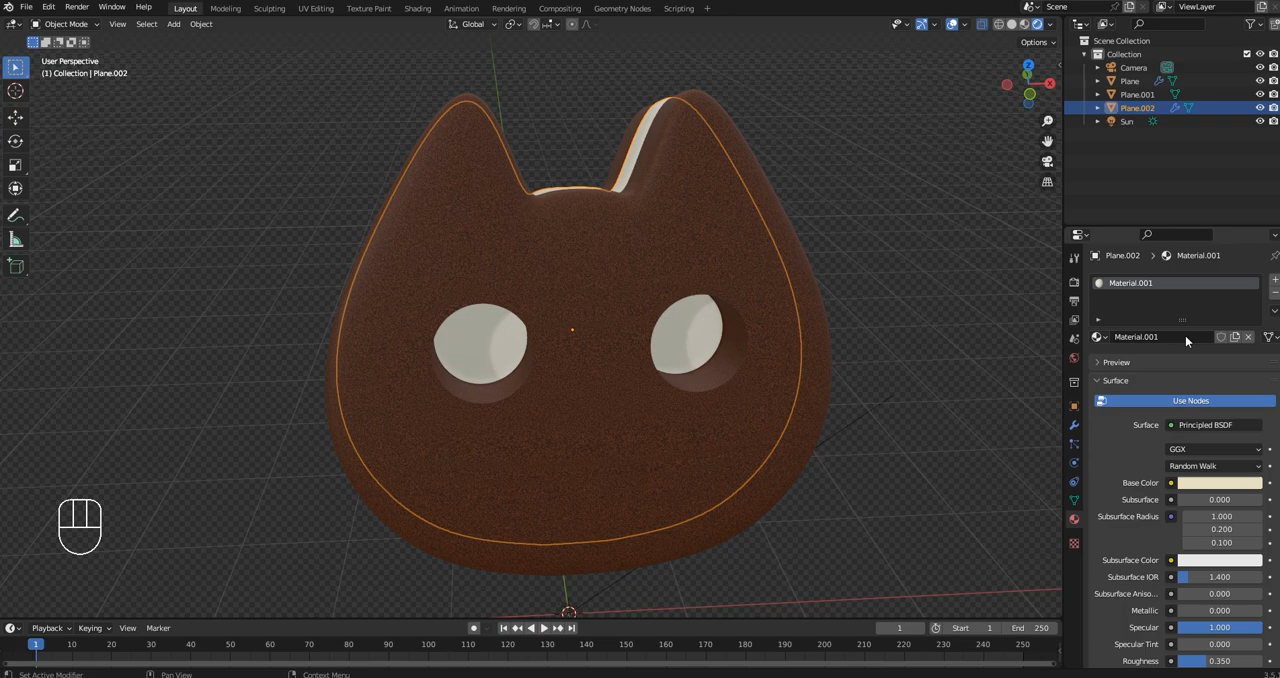 File Edit Render Window Help Layout Modeling Sculpting UV Editing Texture Paint Shading Animation Rendering Compositing Geometry Nodes Scripting + Scene ViewLayer
Object Mode View Select Add Object Global
Options
User Perspective
(1) Collection | Plane.002
Z
Y
X
Scene Collection
Collection
Camera
Plane
Plane.001
Plane.002
Sun
Plane.002 > Material.001
Material.001
Material.001
Preview
Surface
Use Nodes
Surface Principled BSDF
GGX
Random Walk
Base Color
Subsurface 0.000
Subsurface Radius 1.000
0.200
0.100
Subsurface Color
Subsurface IOR 1.400
Subsurface Aniso... 0.000
Metallic 0.000
Specular 1.000
Specular Tint 0.000
Roughness 0.350
Playback Keying View Marker 1 Start 1 End 250
1 10 20 30 40 50 60 70 80 90 100 110 120 130 140 150 160 170 180 190 200 210 220 230 240 250
Set Active Modifier Pan View Context Menu 3.5